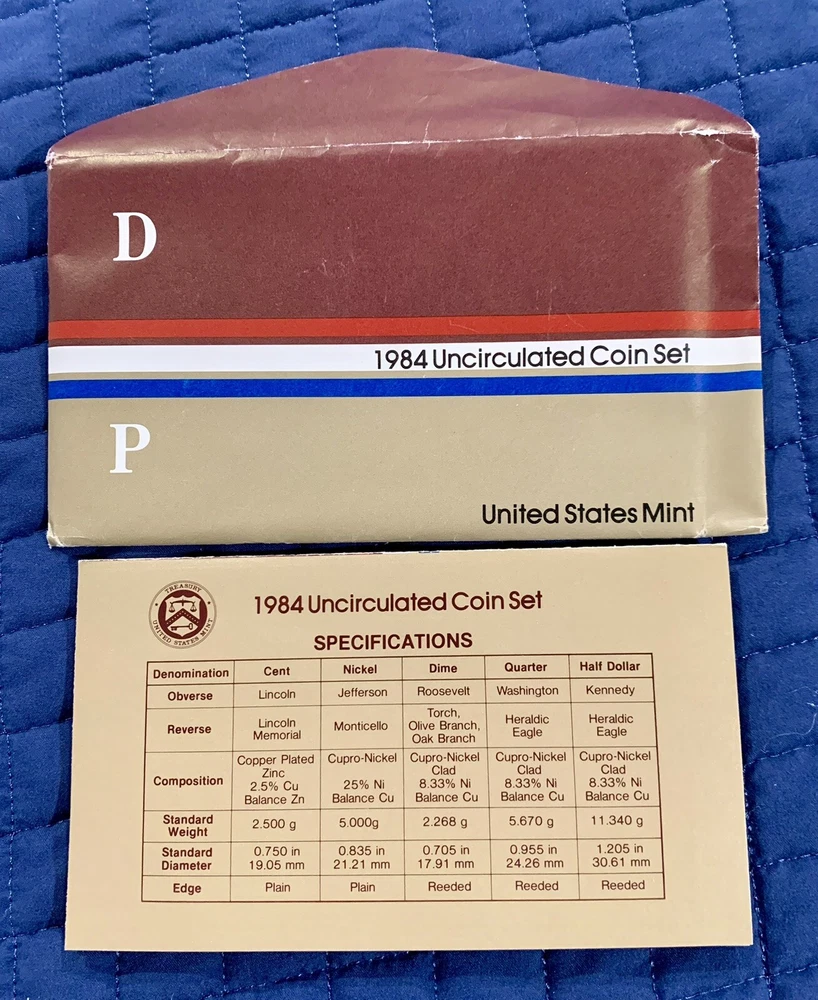 D
1984 Uncirculated Coin Set
P
United States Mint
TREASURY
UNITED STATES MINT
1984 Uncirculated Coin Set
SPECIFICATIONS
Denomination Cent Nickel Dime Quarter Half Dollar
Obverse Lincoln Jefferson Roosevelt Washington Kennedy
Reverse Lincoln Memorial Monticello Torch, Olive Branch, Oak Branch Heraldic Eagle Heraldic Eagle
Composition Copper Plated Zinc 2.5% Cu Balance Zn Cupro-Nickel 25% Ni Balance Cu Cupro-Nickel Clad 8.33% Ni Balance Cu Cupro-Nickel Clad 8.33% Ni Balance Cu Cupro-Nickel Clad 8.33% Ni Balance Cu
Standard Weight 2.500 g 5.000g 2.268 g 5.670 g 11.340 g
Standard Diameter 0.750 in 19.05 mm 0.835 in 21.21 mm 0.705 in 17.91 mm 0.955 in 24.26 mm 1.205 in 30.61 mm
Edge Plain Plain Reeded Reeded Reeded